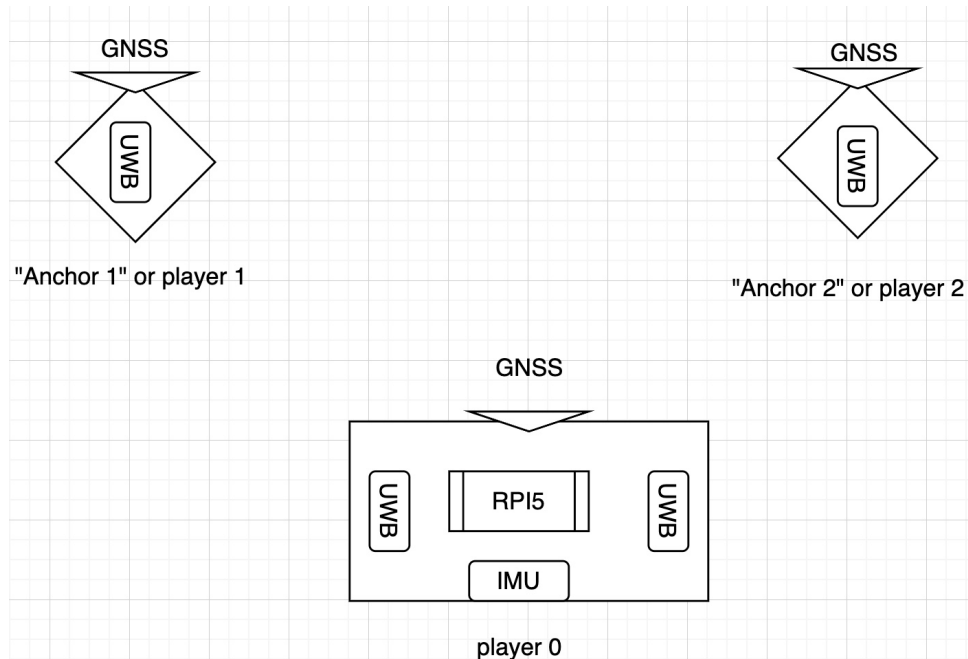 GNSS
UWB
"Anchor 1" or player 1
GNSS
UWB
"Anchor 2" or player 2
GNSS
UWB
RPI5
UWB
IMU
player 0